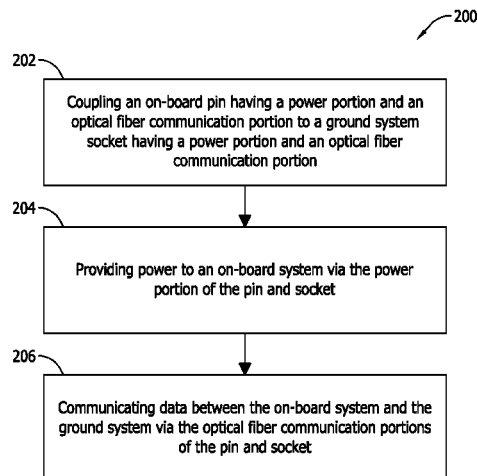 200
202
Coupling an on-board pin having a power portion and an
optical fiber communication portion to a ground system
socket having a power portion and an optical fiber
communication portion
204
Providing power to an on-board system via the power
portion of the pin and socket
206
Communicating data between the on-board system and the
ground system via the optical fiber communication portions
of the pin and socket